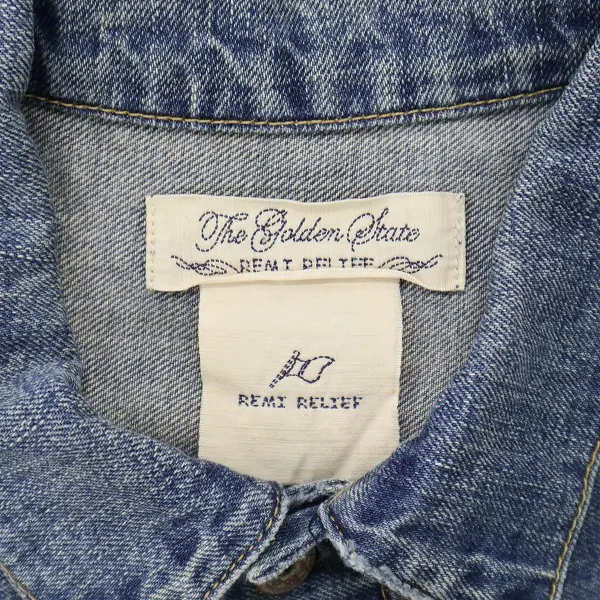 The Golden State
REMI RELIEF
REMI RELIEF